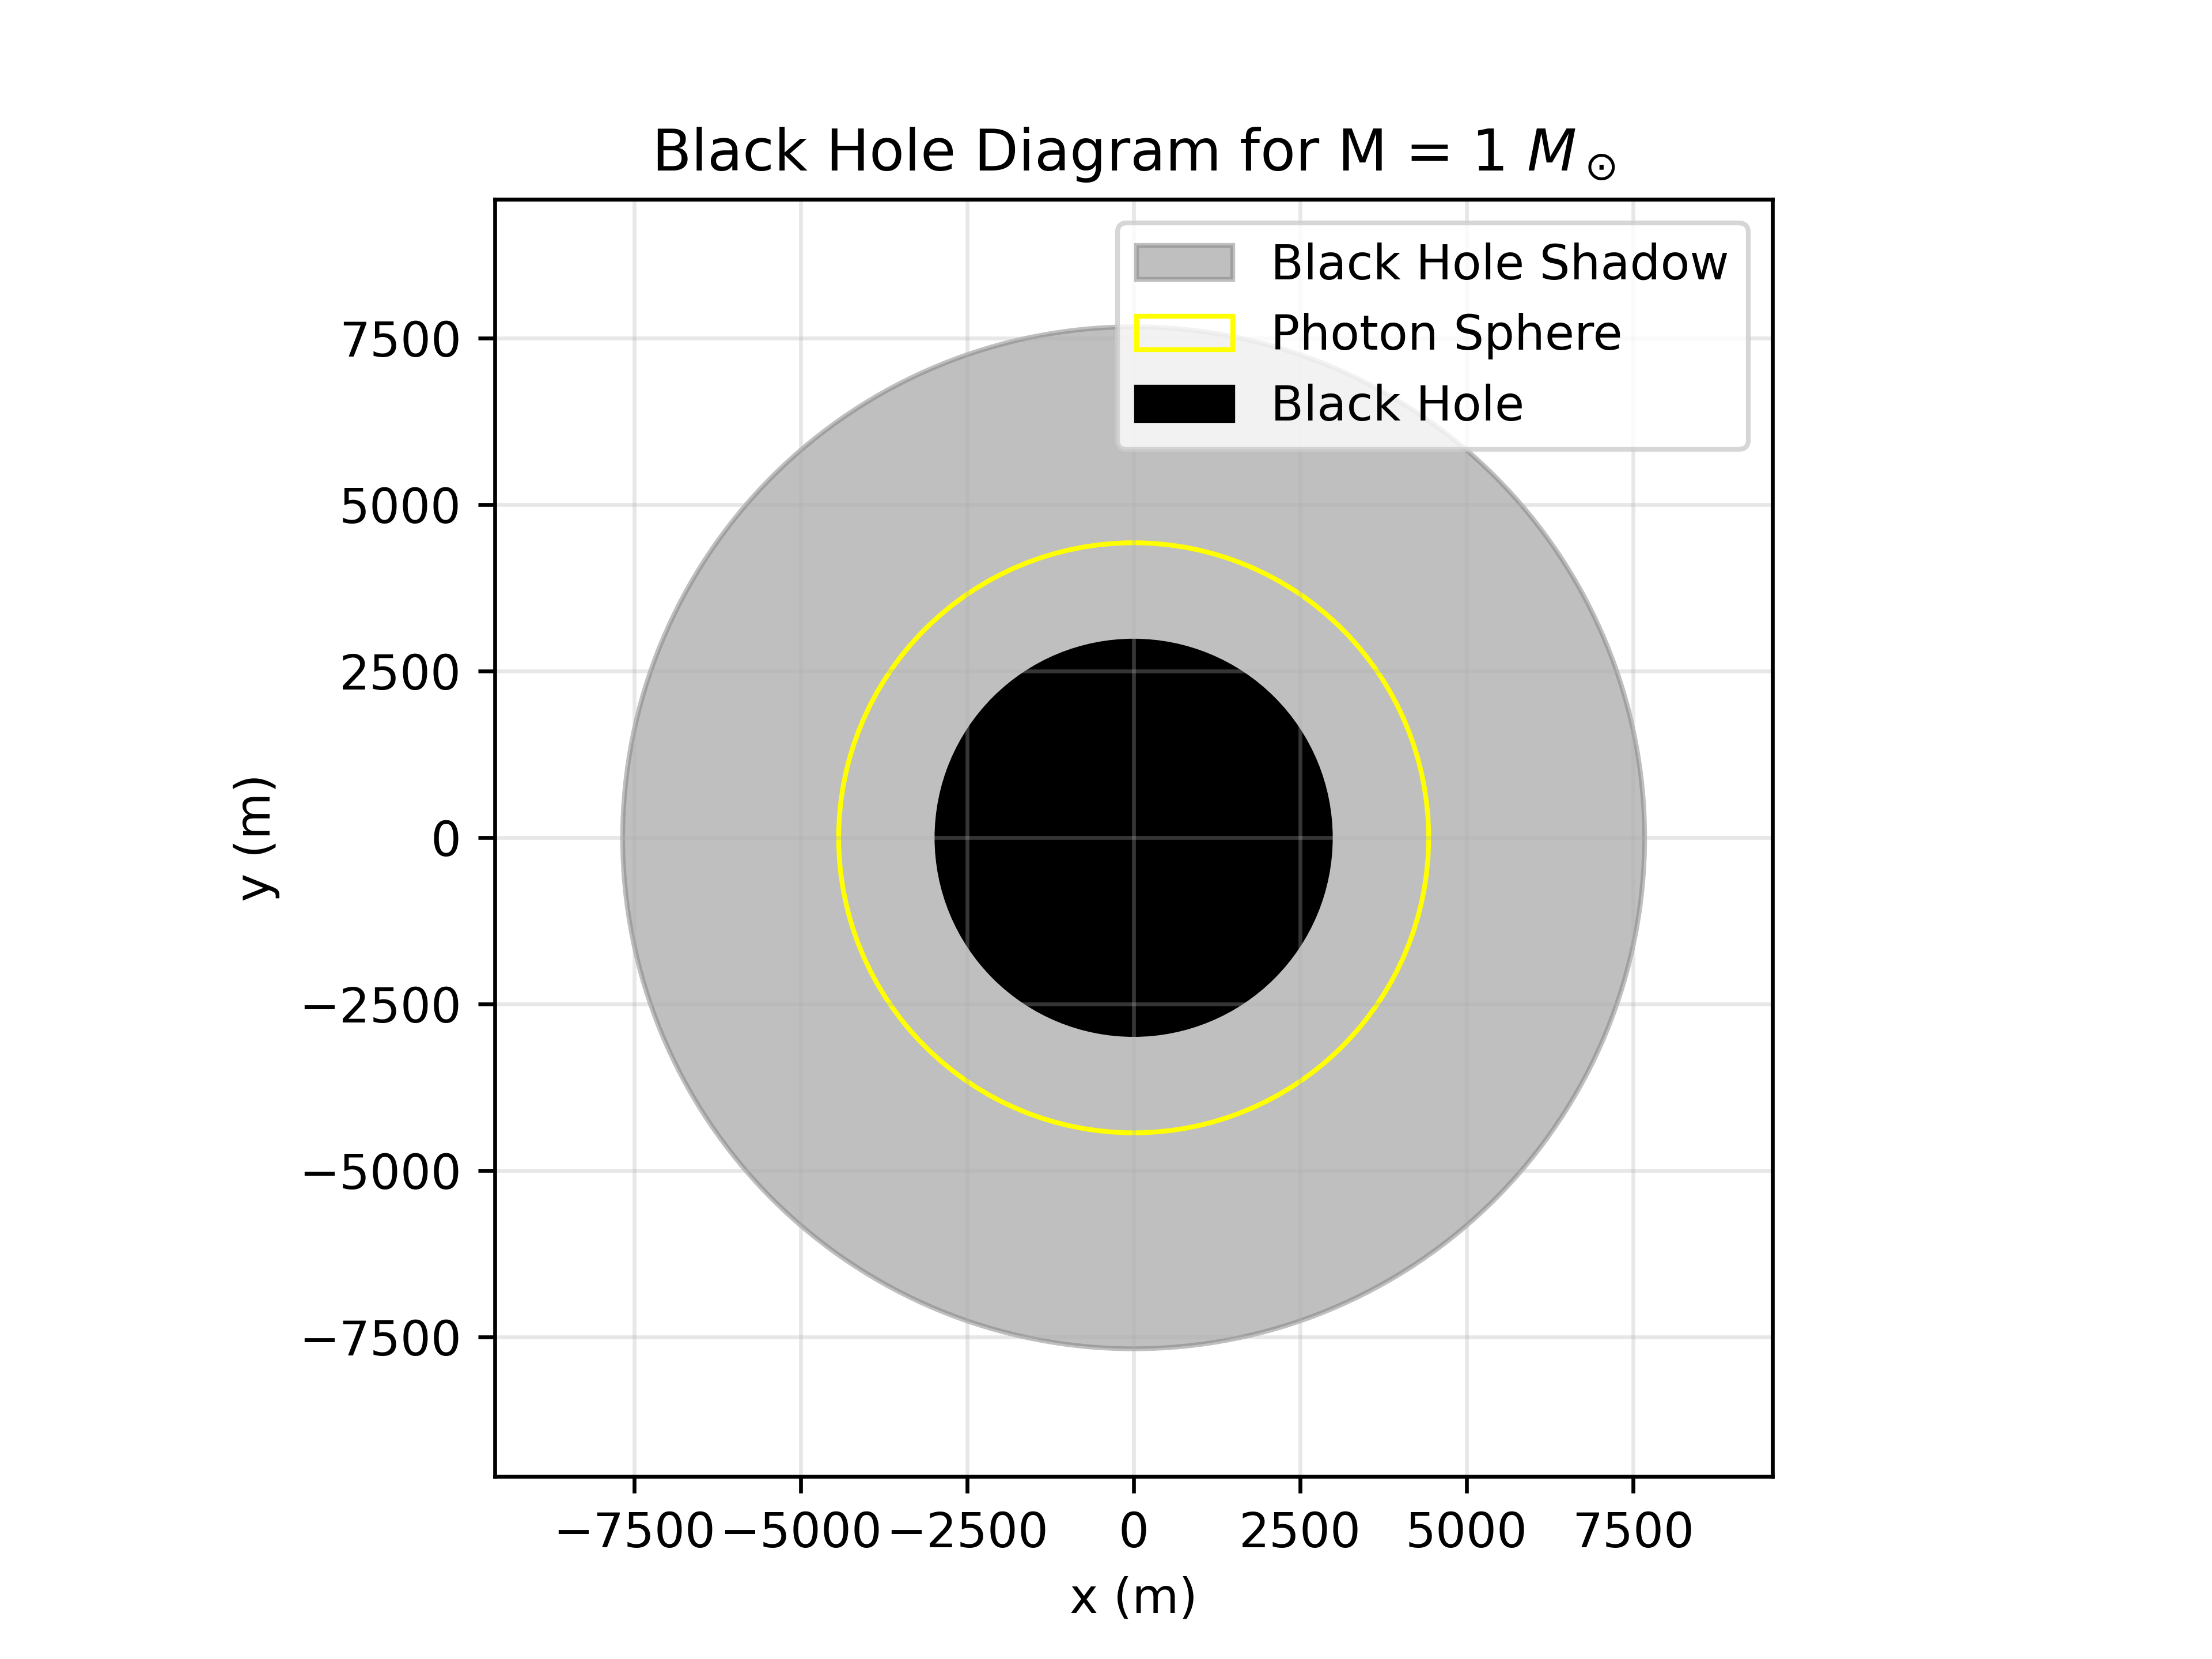 Black Hole Diagram for M = 1 M⊙
Black Hole Shadow
Photon Sphere
Black Hole
7500
5000
2500
0
−2500
−5000
−7500
y (m)
−7500 −5000 −2500 0 2500 5000 7500
x (m)